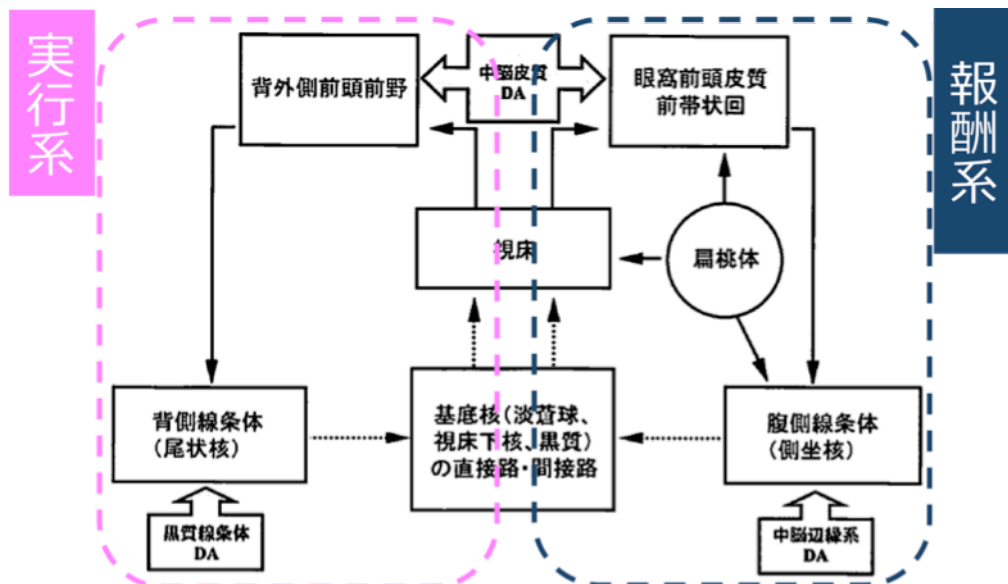 実行系
報酬系
背外側前頭前野
中脳皮質
DA
眼窩前頭皮質
前帯状回
視床
扁桃体
背側線条体
(尾状核)
基底核(淡蒼球、
視床下核、黒質)
の直接路・間接路
腹側線条体
(側坐核)
黒質線条体
DA
中脳辺縁系
DA